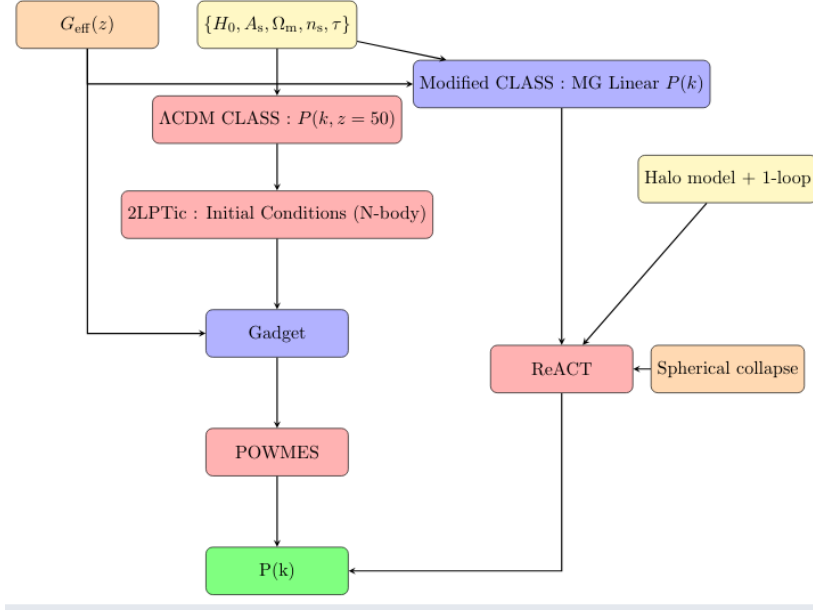 G_eff(z)
{H_0, A_s, Ω_m, n_s, τ}
Modified CLASS : MG Linear P(k)
ΛCDM CLASS : P(k, z = 50)
Halo model + 1-loop
2LPTic : Initial Conditions (N-body)
Gadget
ReACT
Spherical collapse
POWMES
P(k)